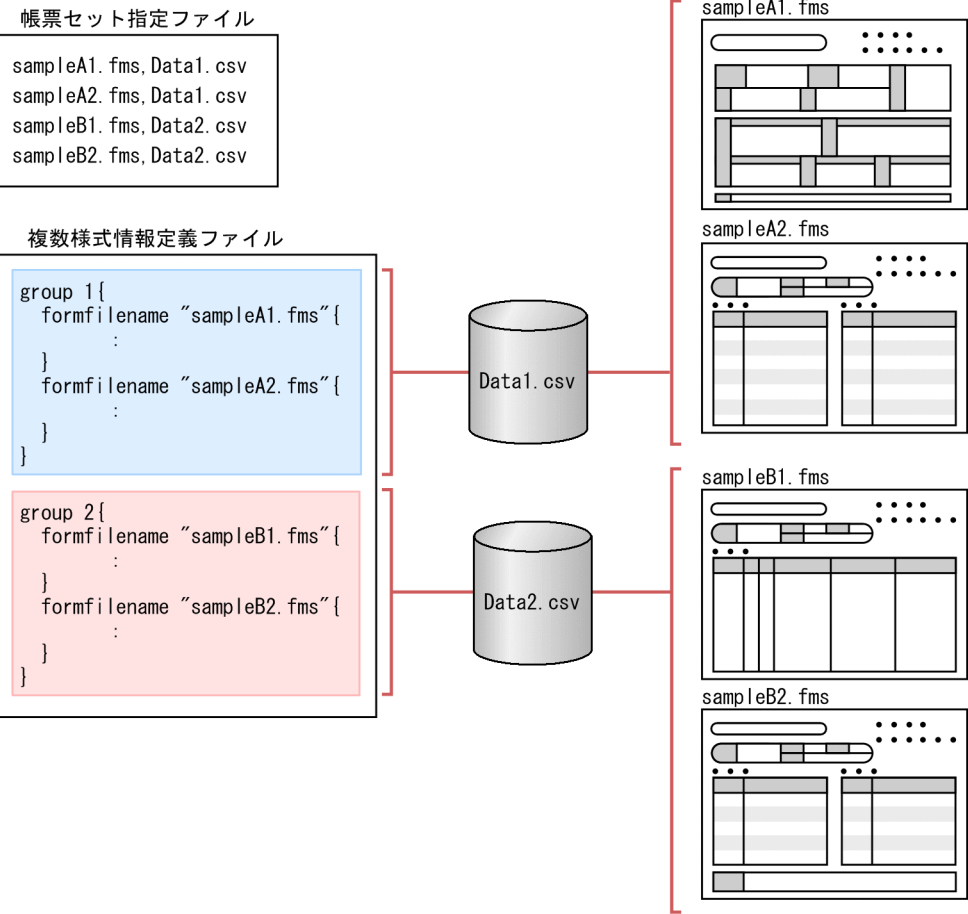 帳票セット指定ファイル
sampleA1.fms,Data1.csv
sampleA2.fms,Data1.csv
sampleB1.fms,Data2.csv
sampleB2.fms,Data2.csv
複数様式情報定義ファイル
group 1{
formfilename "sampleA1.fms"{
:
}
formfilename "sampleA2.fms"{
:
}
}
group 2{
formfilename "sampleB1.fms"{
:
}
formfilename "sampleB2.fms"{
:
}
}
Data1.csv
Data2.csv
sampleA1.fms
sampleA2.fms
sampleB1.fms
sampleB2.fms